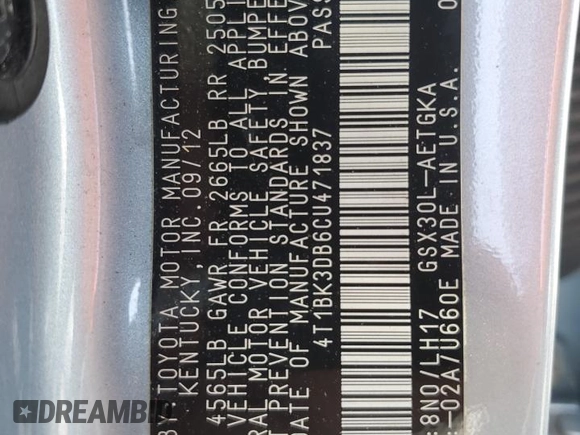 BY TOYOTA MOTOR MANUFACTURING
KENTUCKY, INC. 09/12
4565LB GAWR FR 2665LB RR 2505
VEHICLE CONFORMS TO ALL APPLI
RAL MOTOR VEHICLE SAFETY, BUMPE
T PREVENTION STANDARDS IN EFFE
DATE OF MANUFACTURE SHOWN ABOV
4T1BK3DB6CU471837 PASS
:8N0/LH17 GSX30L-AETGKA
-02A/U660E MADE IN U.S.A.
DREAMBID